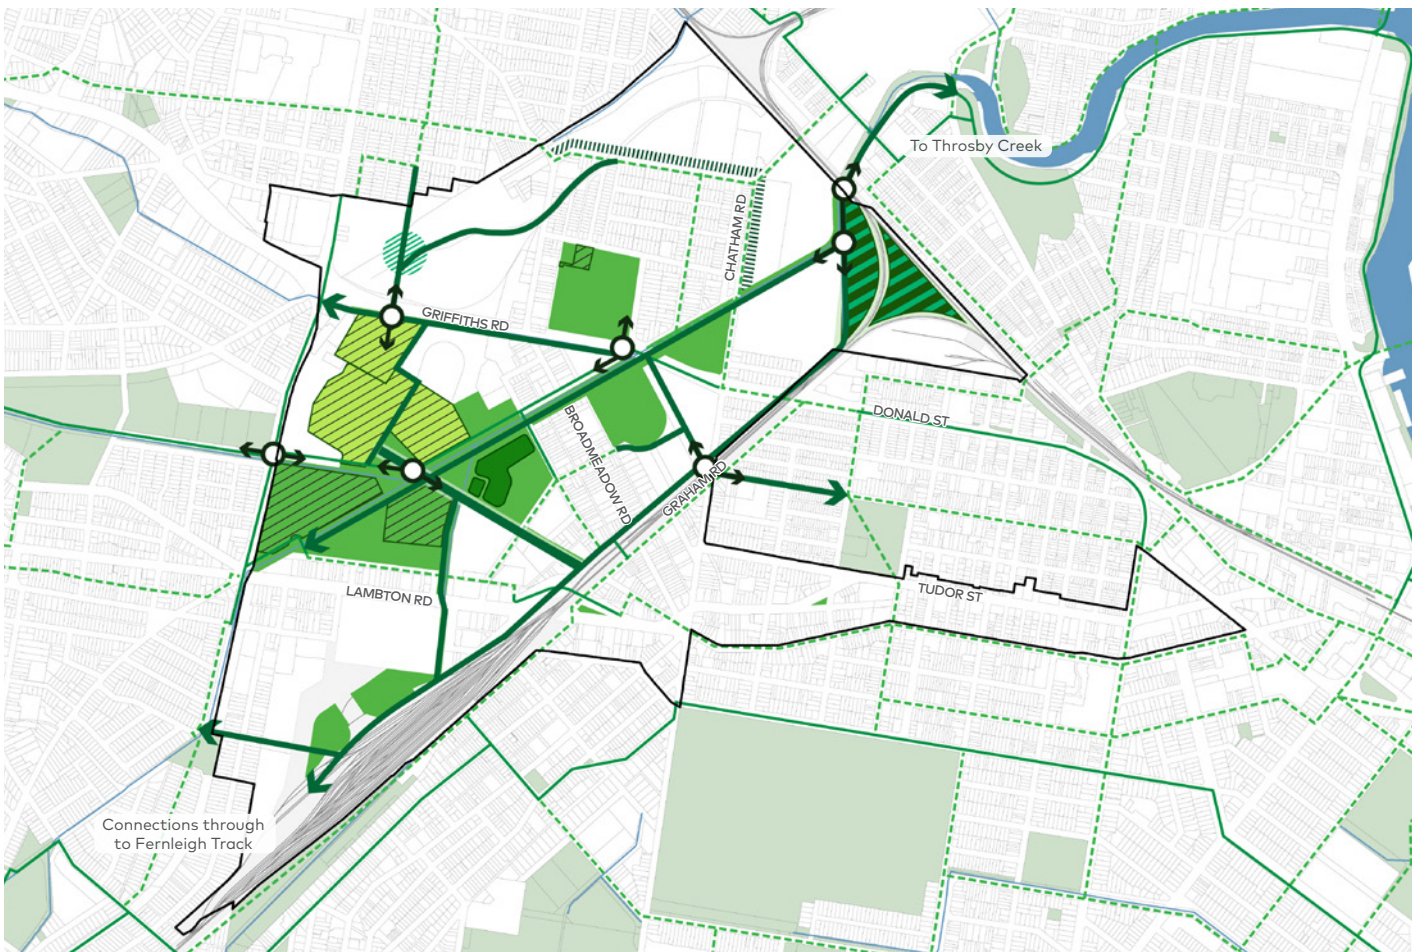 To Throsby Creek
CHATHAM RD
GRIFFITHS RD
BROADMEADOW RD
DONALD ST
GRAHAM RD
LAMBTON RD
TUDOR ST
Connections through
to Fernleigh Track